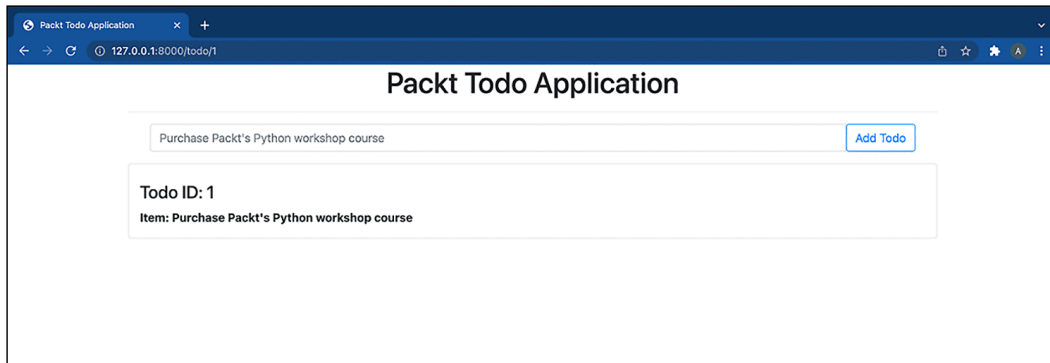 Packt Todo Application
127.0.0.1:8000/todo/1
A
Packt Todo Application
Purchase Packt's Python workshop course
Add Todo
Todo ID: 1
Item: Purchase Packt's Python workshop course